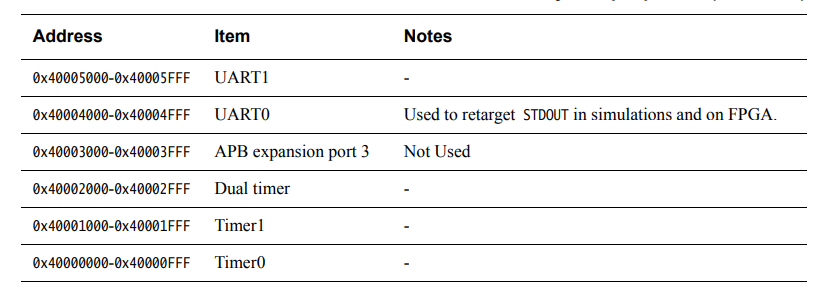 Address Item Notes
0x40005000-0x40005FFF UART1 -
0x40004000-0x40004FFF UART0 Used to retarget STDOUT in simulations and on FPGA.
0x40003000-0x40003FFF APB expansion port 3 Not Used
0x40002000-0x40002FFF Dual timer -
0x40001000-0x40001FFF Timer1 -
0x40000000-0x40000FFF Timer0 -